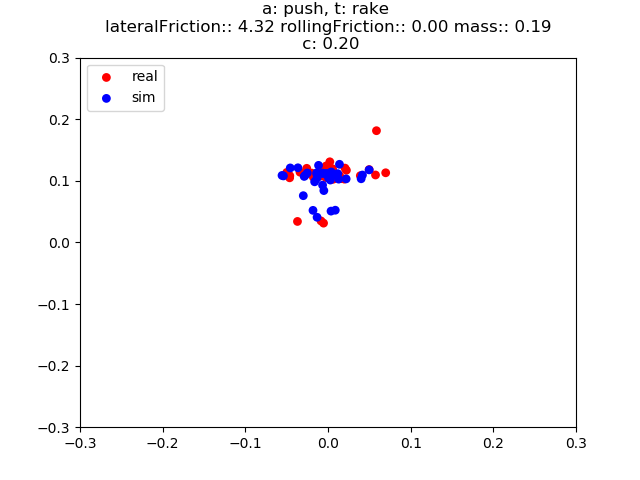 a: push, t: rake
lateralFriction:: 4.32 rollingFriction:: 0.00 mass:: 0.19
c: 0.20
real
sim
0.3
0.2
0.1
0.0
−0.1
−0.2
−0.3
−0.3 −0.2 −0.1 0.0 0.1 0.2 0.3